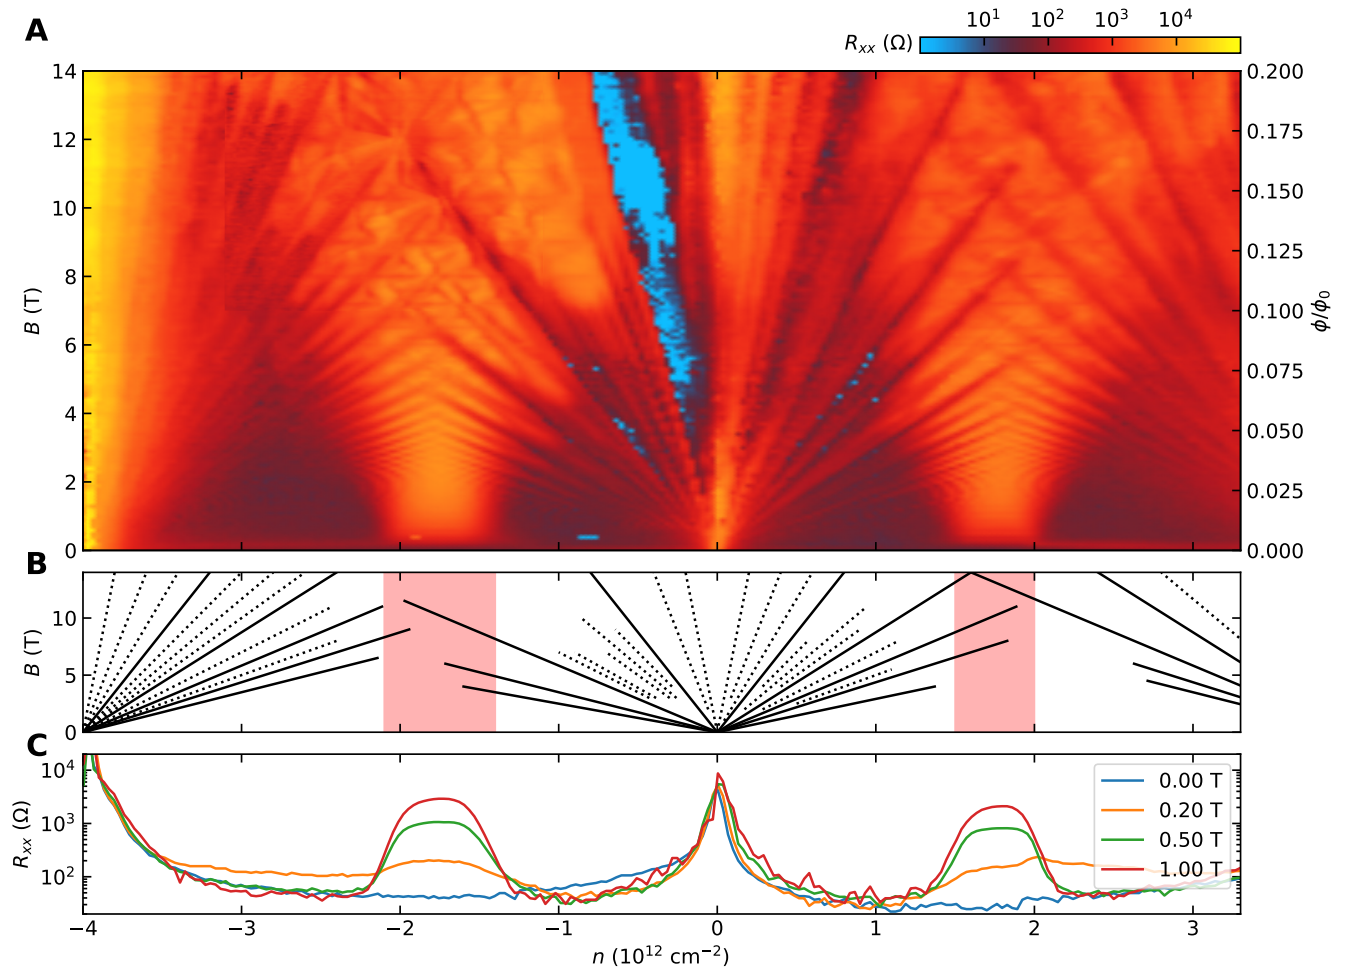 A
R_xx (Ω)
10^1 10^2 10^3 10^4
14
12
10
8
6
4
2
0
B (T)
0.200
0.175
0.150
0.125
0.100
0.075
0.050
0.025
0.000
ϕ/ϕ_0
B
10
5
0
B (T)
C
10^4
10^3
10^2
R_xx (Ω)
0.00 T
0.20 T
0.50 T
1.00 T
−4 −3 −2 −1 0 1 2 3
n (10^12 cm^−2)